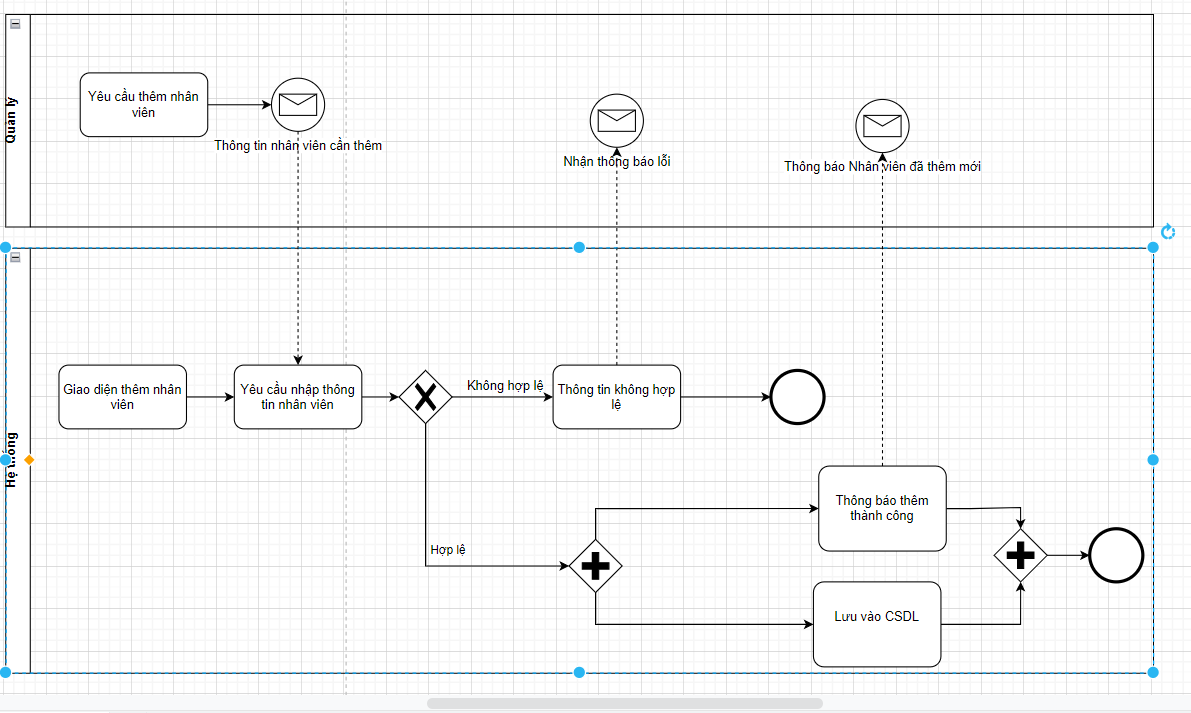 Quản lý
Yêu cầu thêm nhân
viên
Thông tin nhân viên cần thêm
Nhận thông báo lỗi
Thông báo Nhân viên đã thêm mới
Hệ thống
Giao diện thêm nhân
viên
Yêu cầu nhập thông
tin nhân viên
Không hợp lệ
Thông tin không hợp
lệ
Hợp lệ
Thông báo thêm
thành công
Lưu vào CSDL